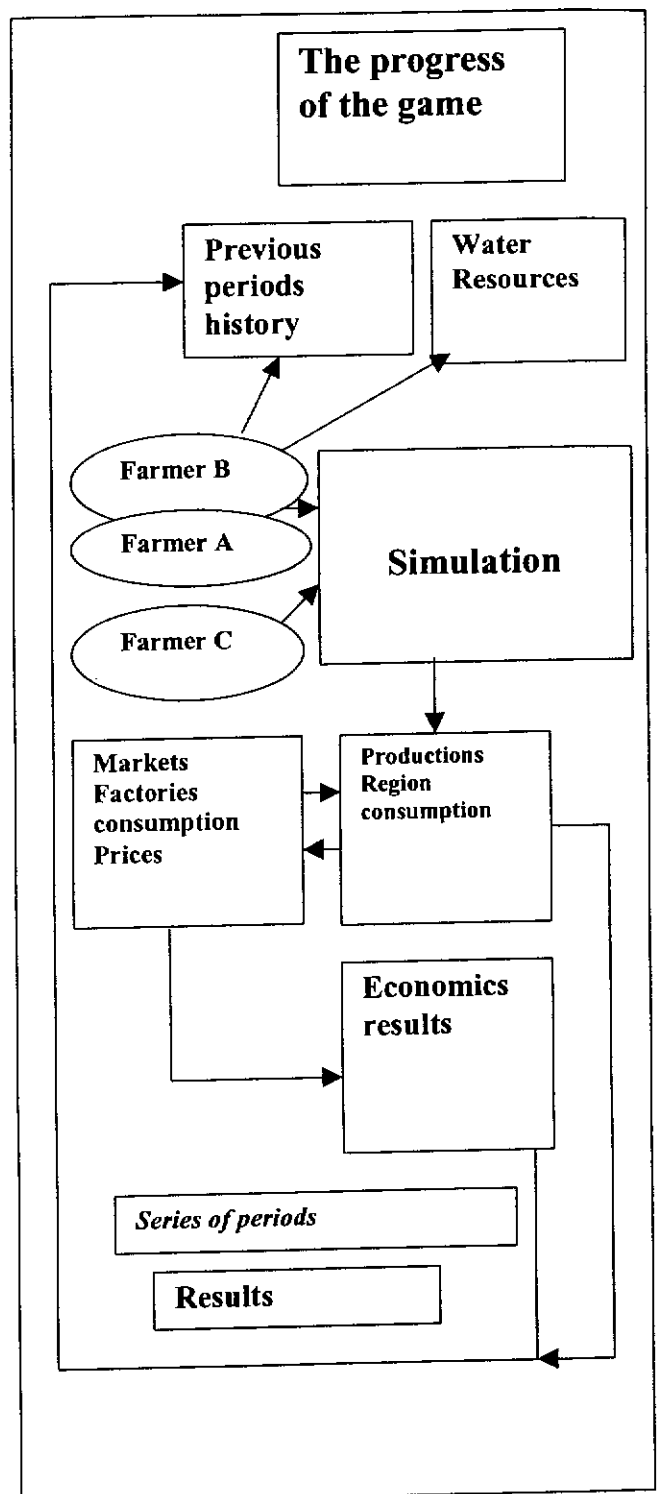 The progress
of the game
Previous
periods
history
Water
Resources
Farmer B
Farmer A
Farmer C
Simulation
Markets
Factories
consumption
Prices
Productions
Region
consumption
Economics
results
Series of periods
Results